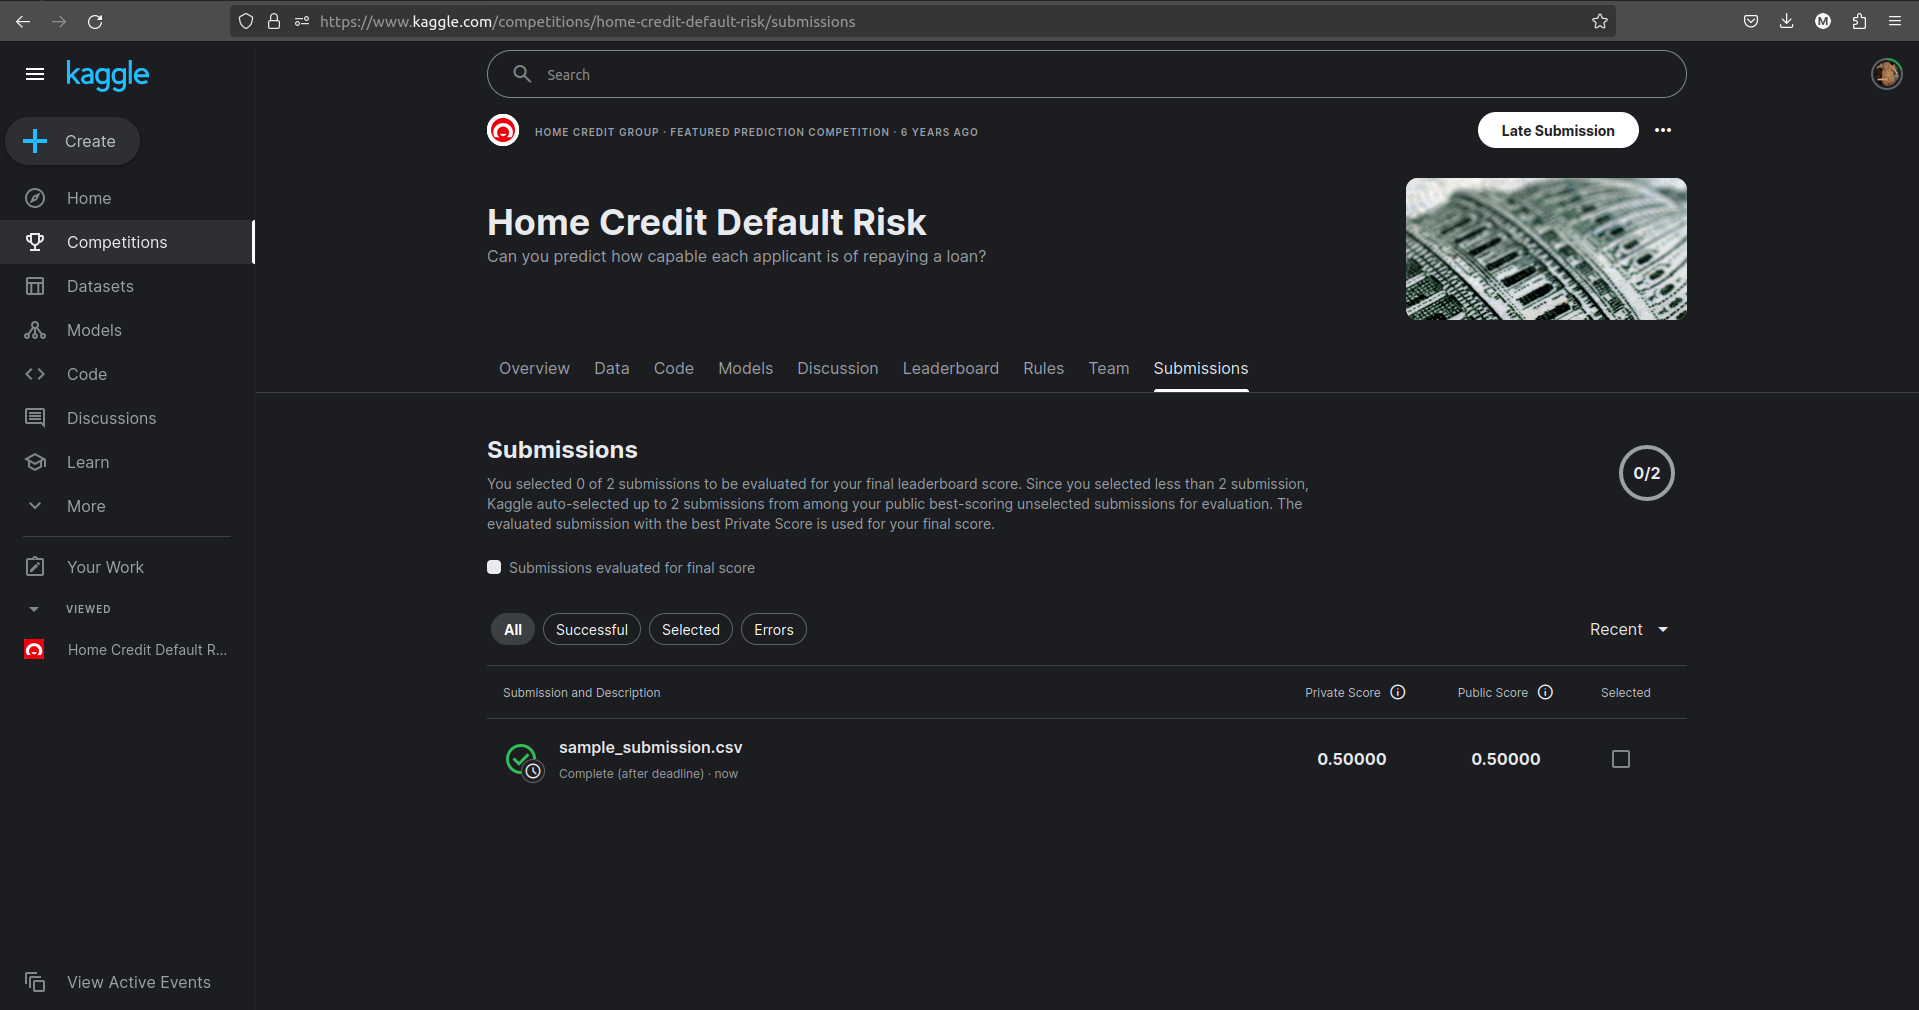 https://www.kaggle.com/competitions/home-credit-default-risk/submissions
M
kaggle
Search
Create
HOME CREDIT GROUP · FEATURED PREDICTION COMPETITION · 6 YEARS AGO
Late Submission
Home
Competitions
Datasets
Models
Code
Discussions
Learn
More
Your Work
VIEWED
Home Credit Default R...
View Active Events
Home Credit Default Risk
Can you predict how capable each applicant is of repaying a loan?
Overview Data Code Models Discussion Leaderboard Rules Team Submissions
Submissions
You selected 0 of 2 submissions to be evaluated for your final leaderboard score. Since you selected less than 2 submission,
Kaggle auto-selected up to 2 submissions from among your public best-scoring unselected submissions for evaluation. The
evaluated submission with the best Private Score is used for your final score.
0/2
Submissions evaluated for final score
All Successful Selected Errors
Recent
Submission and Description Private Score Public Score Selected
sample_submission.csv
Complete (after deadline) · now
0.50000 0.50000